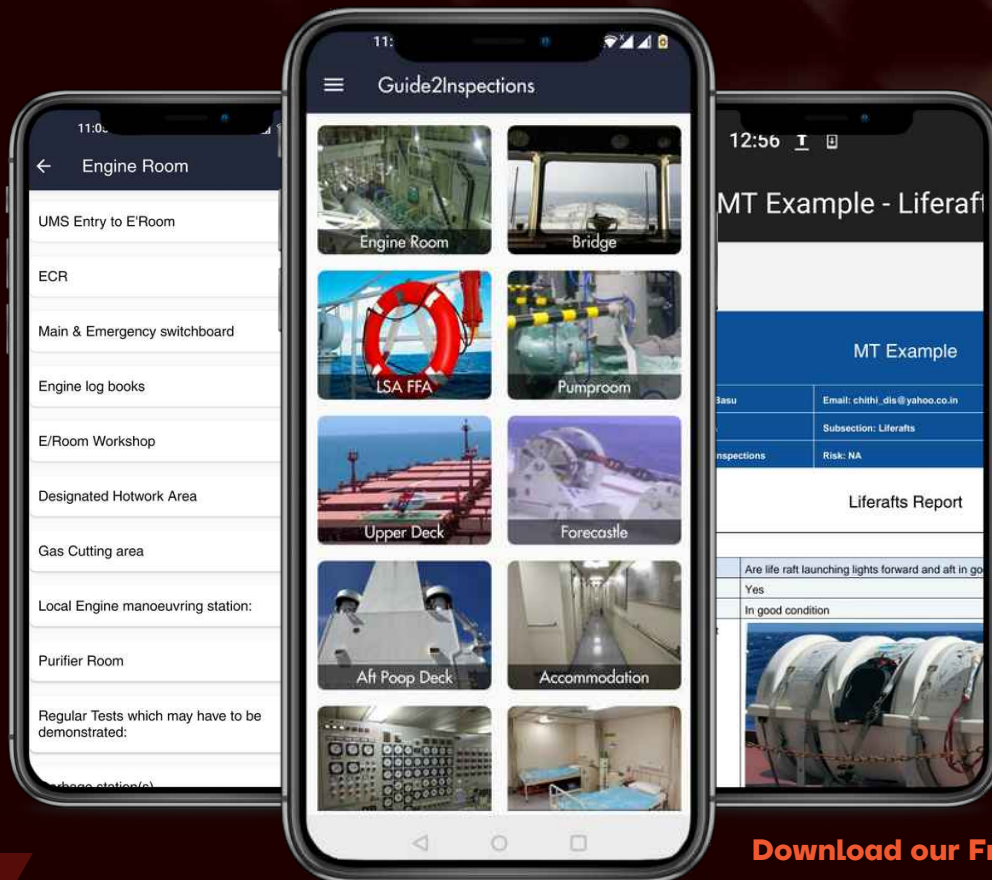 11:0
Engine Room
UMS Entry to E'Room
ECR
Main & Emergency switchboard
Engine log books
E/Room Workshop
Designated Hotwork Area
Gas Cutting area
Local Engine manoeuvring station:
Purifier Room
Regular Tests which may have to be
demonstrated:
station(s)
11:
Guide2Inspections
Engine Room
Bridge
LSA FFA
Pumproom
Upper Deck
Forecastle
Aft Poop Deck
Accommodation
12:56
MT Example - Liferaft
MT Example
Basu
Email: chithi_dis@yahoo.co.in
Subsection: Liferafts
nspections
Risk: NA
Liferafts Report
Are life raft launching lights forward and aft in go
Yes
In good condition
Download our Fr